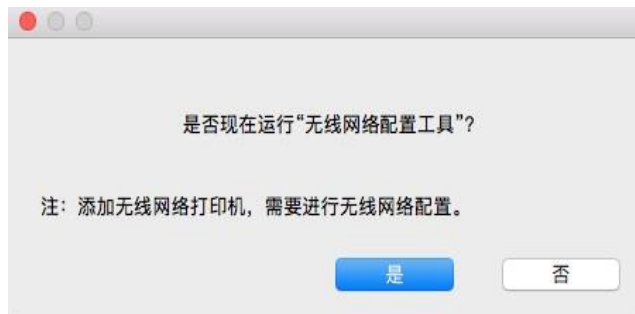 是否现在运行“无线网络配置工具”?
注：添加无线网络打印机，需要进行无线网络配置。
是
否